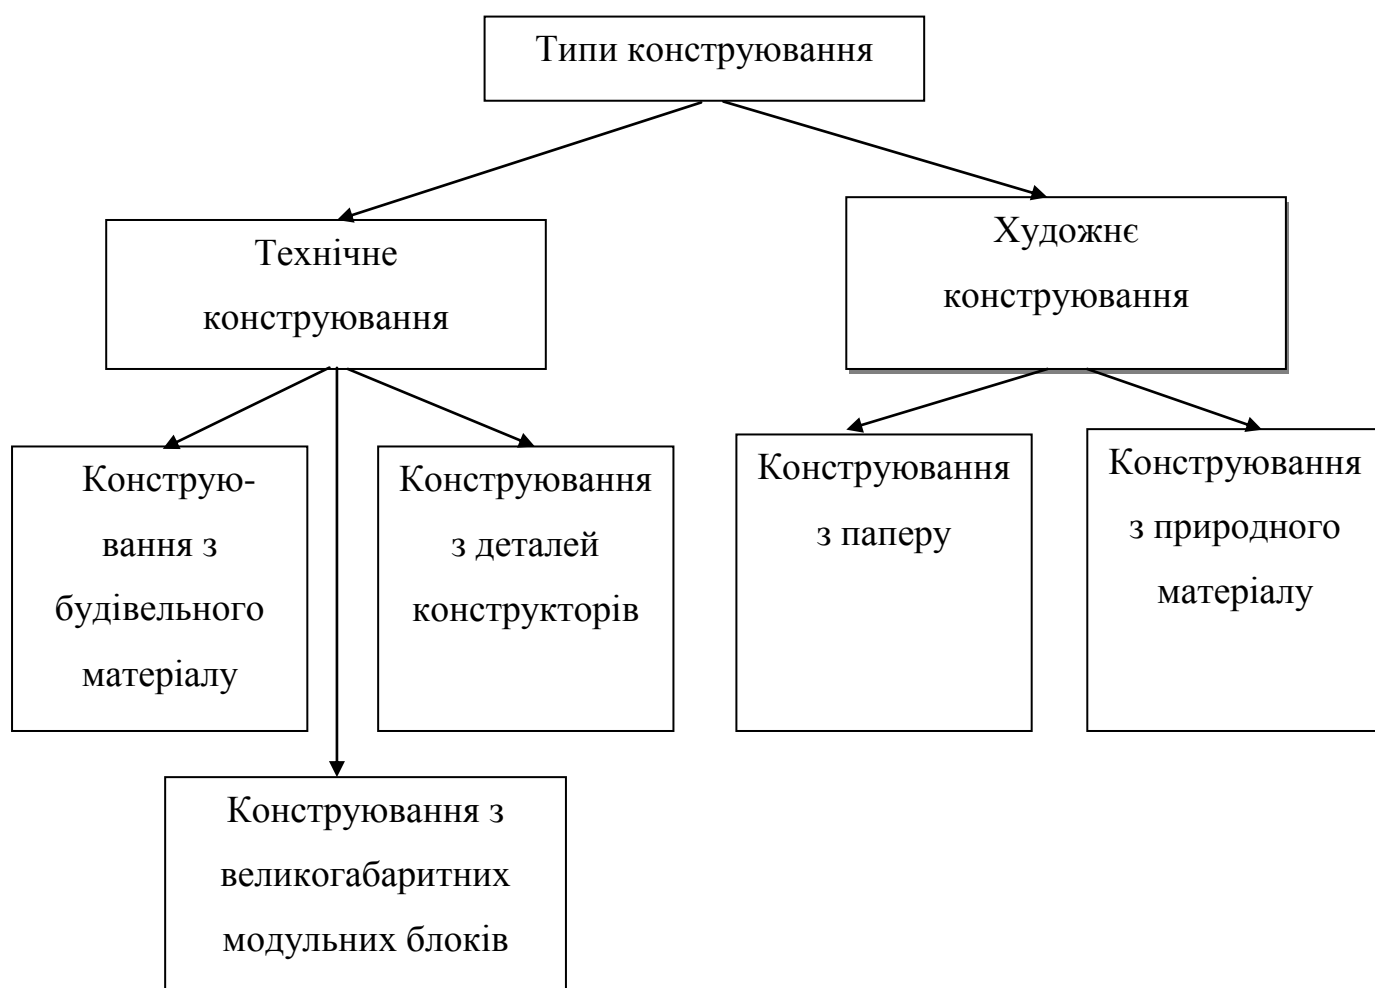 Типи конструювання
Технічне
конструювання
Художнє
конструювання
Конструю-
вання з
будівельного
матеріалу
Конструювання
з деталей
конструкторів
Конструювання
з паперу
Конструювання
з природного
матеріалу
Конструювання з
великогабаритних
модульних блоків